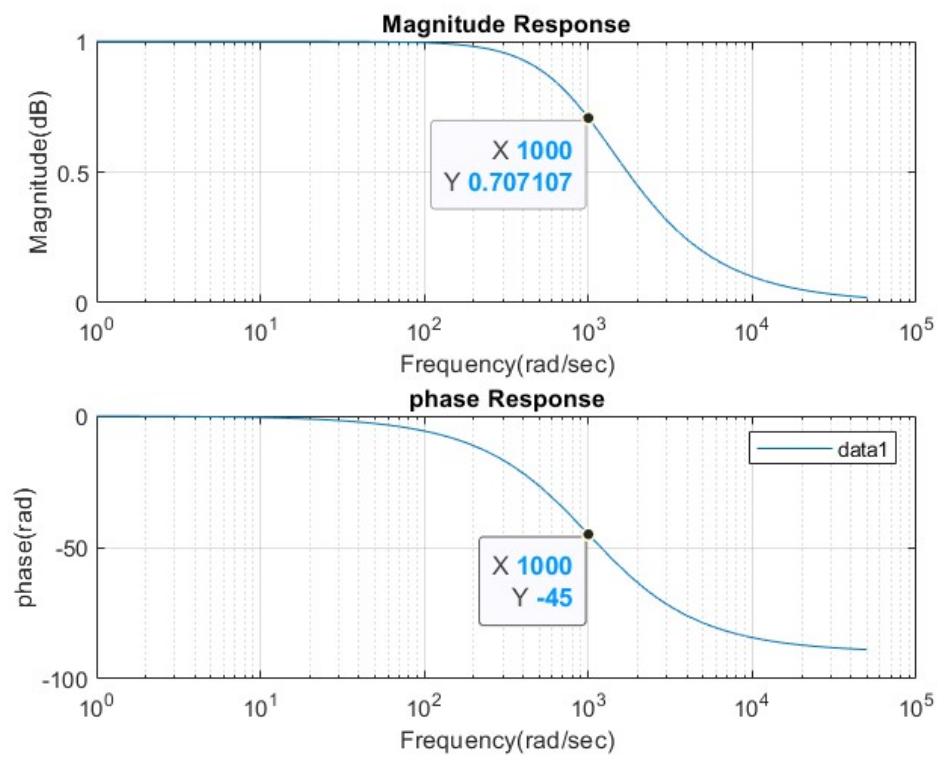 Magnitude Response
1
0.5
0
Magnitude(dB)
X 1000
Y 0.707107
10^0 10^1 10^2 10^3 10^4 10^5
Frequency(rad/sec)
phase Response
0
-50
-100
phase(rad)
data1
X 1000
Y -45
10^0 10^1 10^2 10^3 10^4 10^5
Frequency(rad/sec)